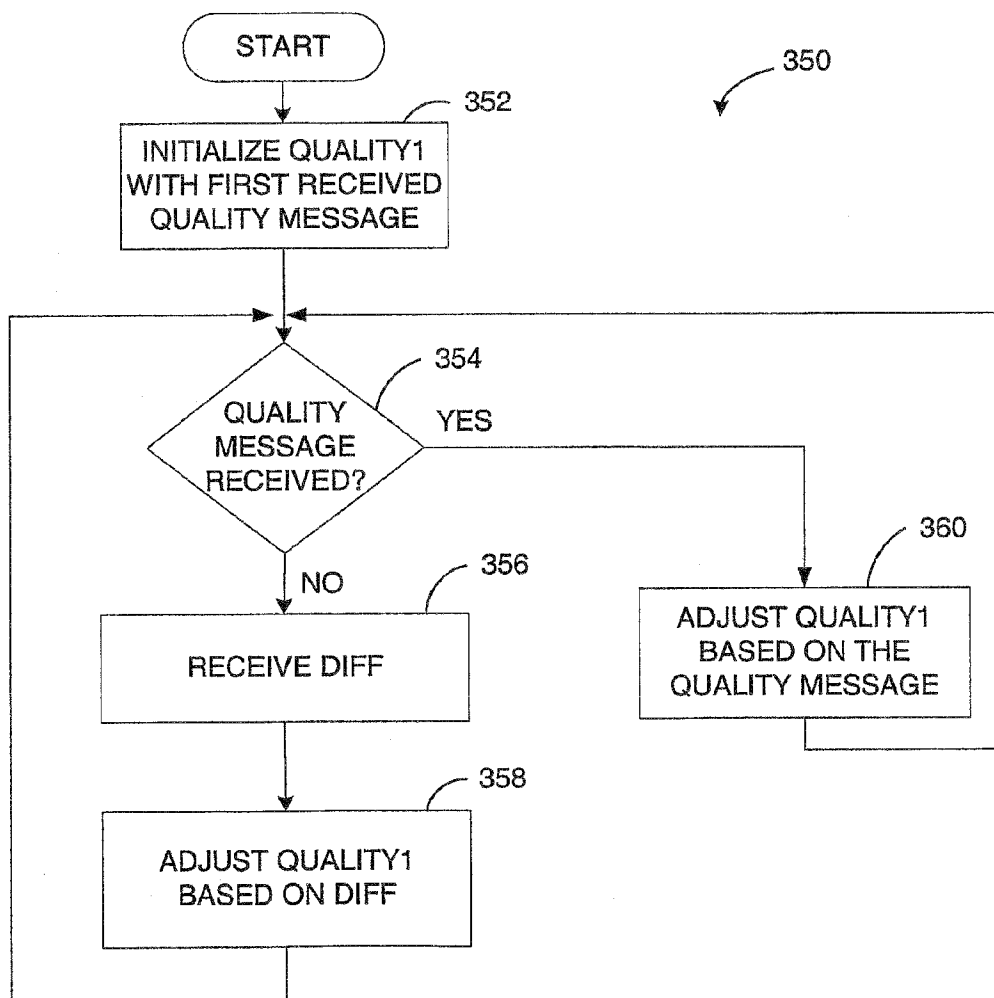 START
350
352
INITIALIZE QUALITY1
WITH FIRST RECEIVED
QUALITY MESSAGE
354
QUALITY
MESSAGE
RECEIVED?
YES
NO
356
RECEIVE DIFF
360
ADJUST QUALITY1
BASED ON THE
QUALITY MESSAGE
358
ADJUST QUALITY1
BASED ON DIFF